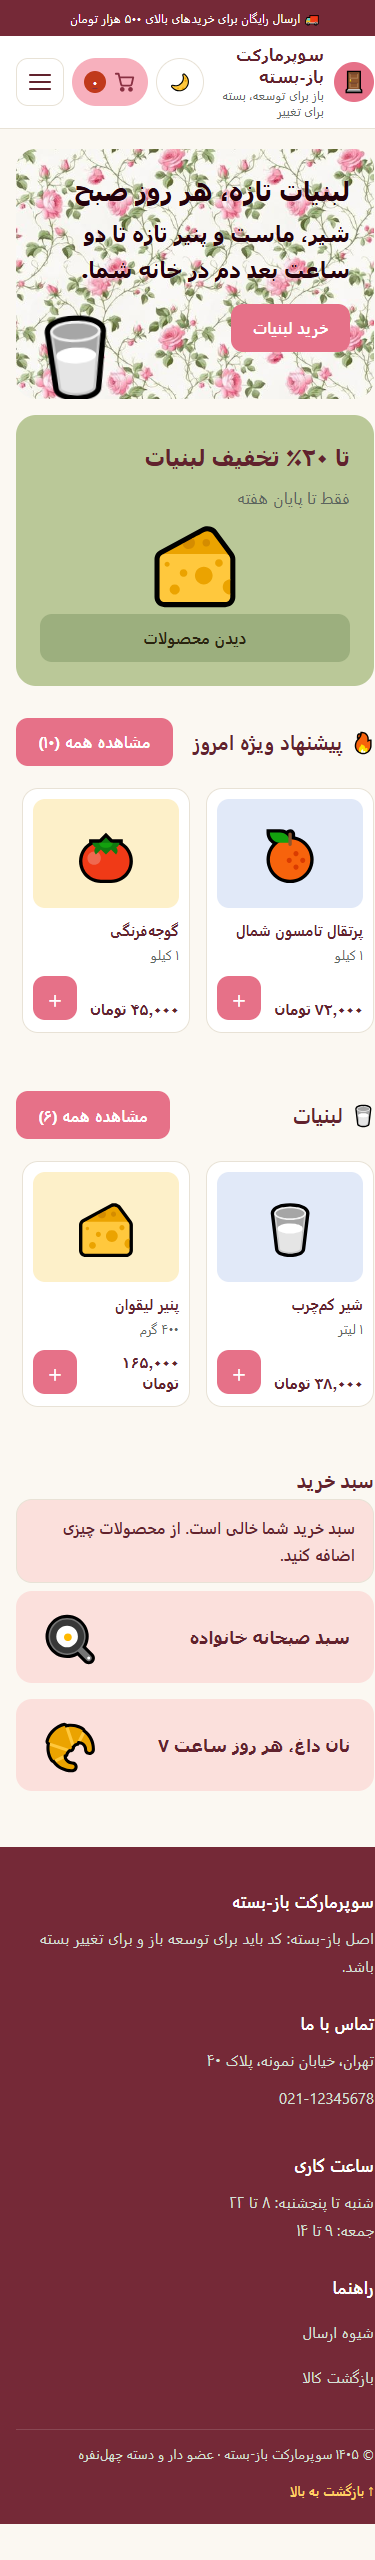 ارسال رایگان برای خریدهای بالای ۵۰۰ هزار تومان
سوپرمارکت
باز-بسته
باز برای توسعه، بسته
برای تغییر
۰
لبنیات تازه، هر روز صبح
شیر، ماست و پنیر تازه تا دو
ساعت بعد دم در خانه شما.
خرید لبنیات
تا ۲۰٪ تخفیف لبنیات
فقط تا پایان هفته
دیدن محصولات
پیشنهاد ویژه امروز
مشاهده همه (۱۰)
پرتقال تامسون شمال
۱ کیلو
۷۲,۰۰۰ تومان
+
گوجه‌فرنگی
۱ کیلو
۴۵,۰۰۰ تومان
+
لبنیات
مشاهده همه (۶)
شیر کم‌چرب
۱ لیتر
۳۸,۰۰۰ تومان
+
پنیر لیقوان
۴۰۰ گرم
۱۶۵,۰۰۰
تومان
+
سبد خرید
سبد خرید شما خالی است. از محصولات چیزی
اضافه کنید.
سبد صبحانه خانواده
نان داغ، هر روز ساعت ۷
سوپرمارکت باز-بسته
اصل باز-بسته: کد باید برای توسعه باز و برای تغییر بسته
باشد.
تماس با ما
تهران، خیابان نمونه، پلاک ۴۰
021-12345678
ساعت کاری
شنبه تا پنجشنبه: ۸ تا ۲۲
جمعه: ۹ تا ۱۴
راهنما
شیوه ارسال
بازگشت کالا
© ۱۴۰۵ سوپرمارکت باز-بسته · عضو دار و دسته چهل‌نفره
↑ بازگشت به بالا